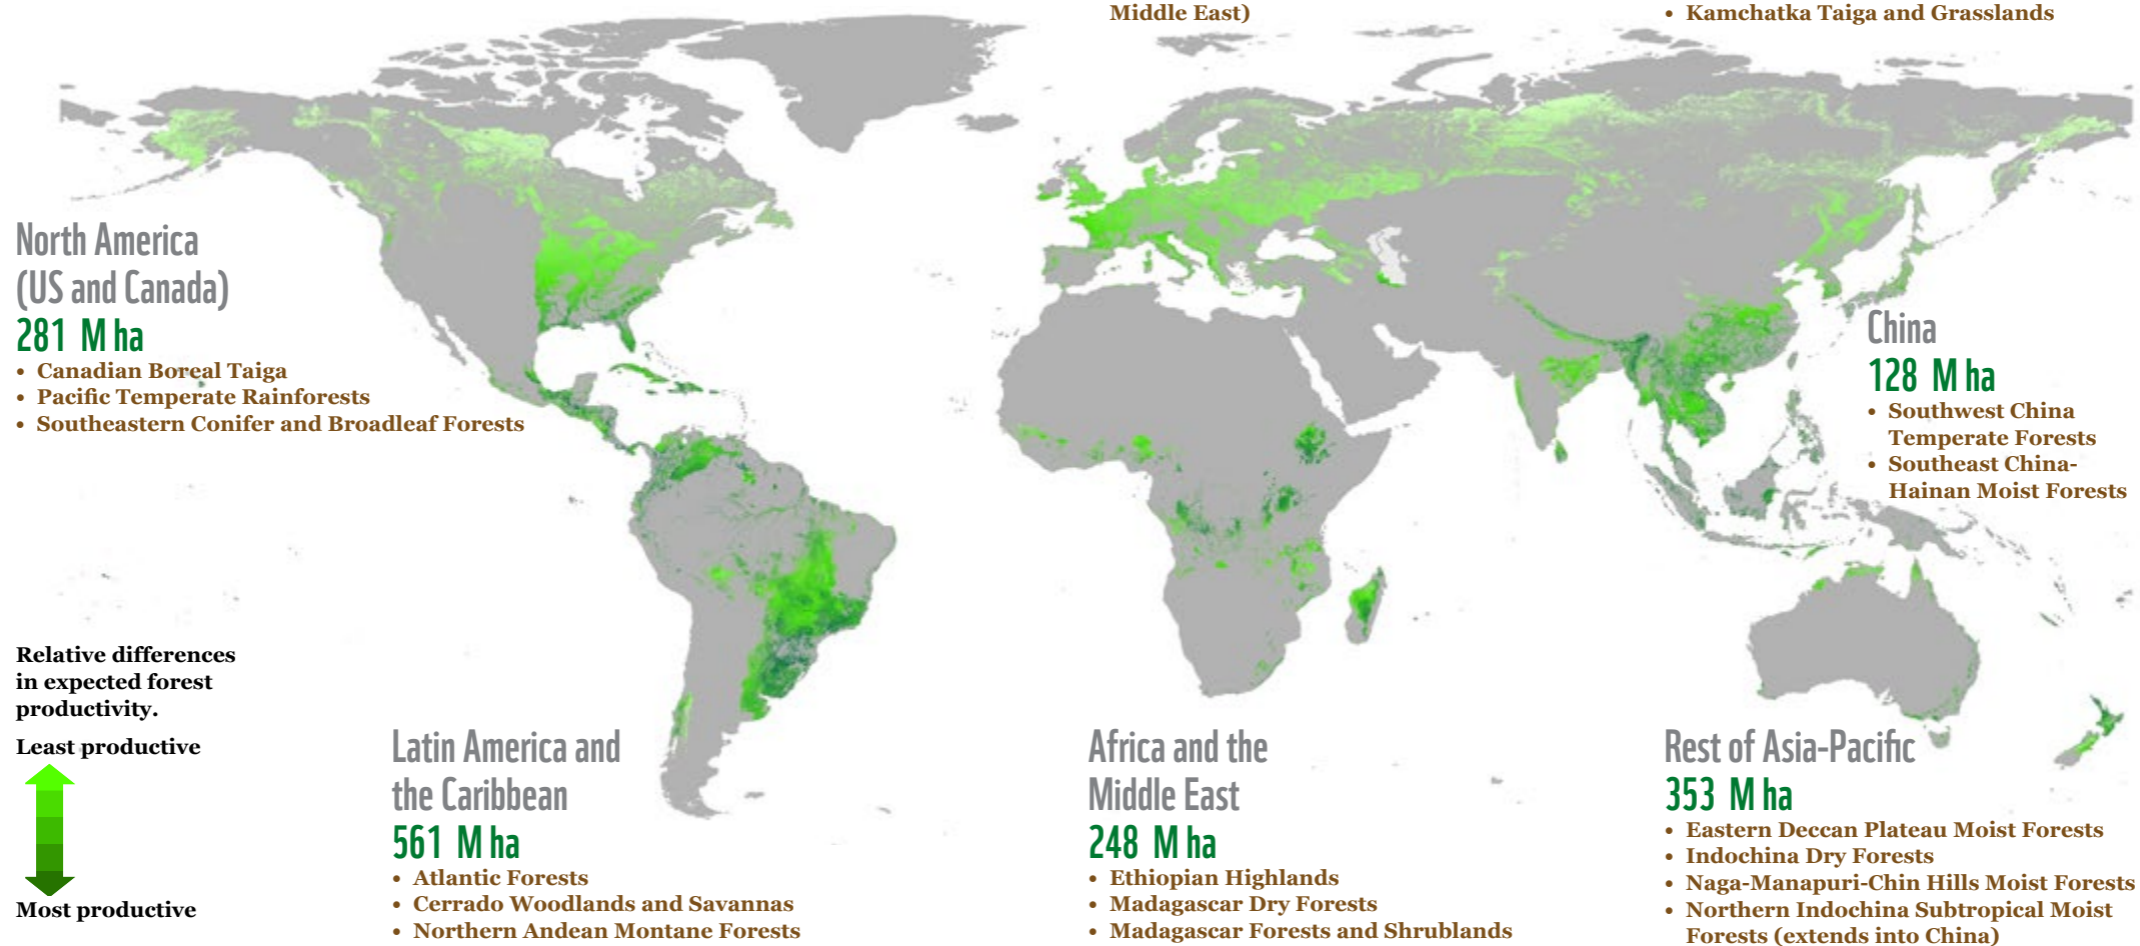 Middle East)
• Kamchatka Taiga and Grasslands
North America
(US and Canada)
281 M ha
• Canadian Boreal Taiga
• Pacific Temperate Rainforests
• Southeastern Conifer and Broadleaf Forests
China
128 M ha
• Southwest China
Temperate Forests
• Southeast China-
Hainan Moist Forests
Relative differences
in expected forest
productivity.
Least productive
Most productive
Latin America and
the Caribbean
561 M ha
• Atlantic Forests
• Cerrado Woodlands and Savannas
• Northern Andean Montane Forests
Africa and the
Middle East
248 M ha
• Ethiopian Highlands
• Madagascar Dry Forests
• Madagascar Forests and Shrublands
Rest of Asia-Pacific
353 M ha
• Eastern Deccan Plateau Moist Forests
• Indochina Dry Forests
• Naga-Manapuri-Chin Hills Moist Forests
• Northern Indochina Subtropical Moist
Forests (extends into China)